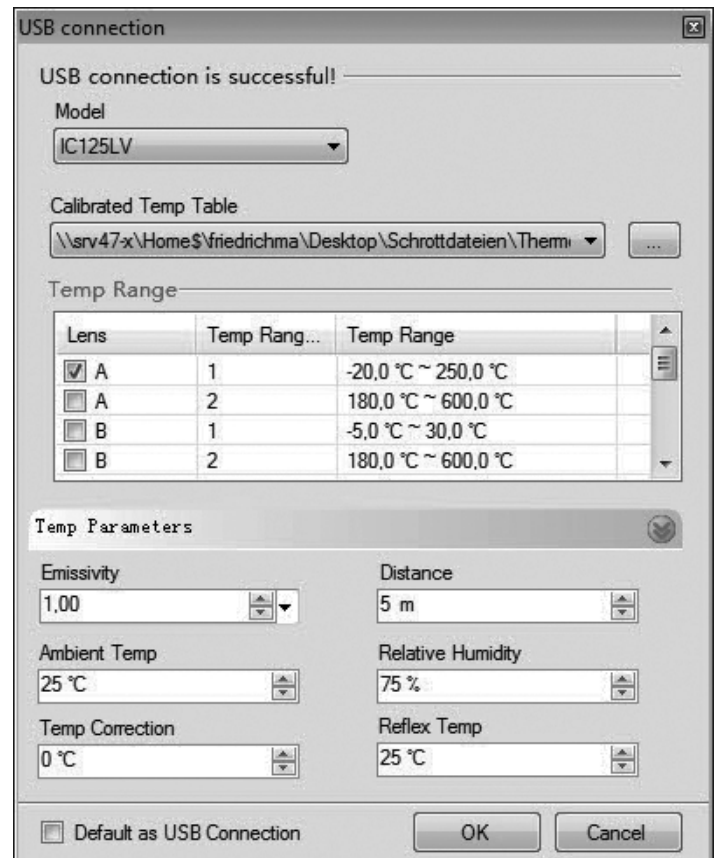 USB connection
USB connection is successful!
Model
IC125LV
Calibrated Temp Table
\\srv47-x\Home$\friedrichma\Desktop\Schrottdateien\Therm
...
Temp Range
Lens Temp Rang... Temp Range
A 1 -20,0 °C ~ 250,0 °C
A 2 180,0 °C ~ 600,0 °C
B 1 -5,0 °C ~ 30,0 °C
B 2 180,0 °C ~ 600,0 °C
Temp Parameters
Emissivity Distance
1,00 5 m
Ambient Temp Relative Humidity
25 °C 75 %
Temp Correction Reflex Temp
0 °C 25 °C
Default as USB Connection OK Cancel